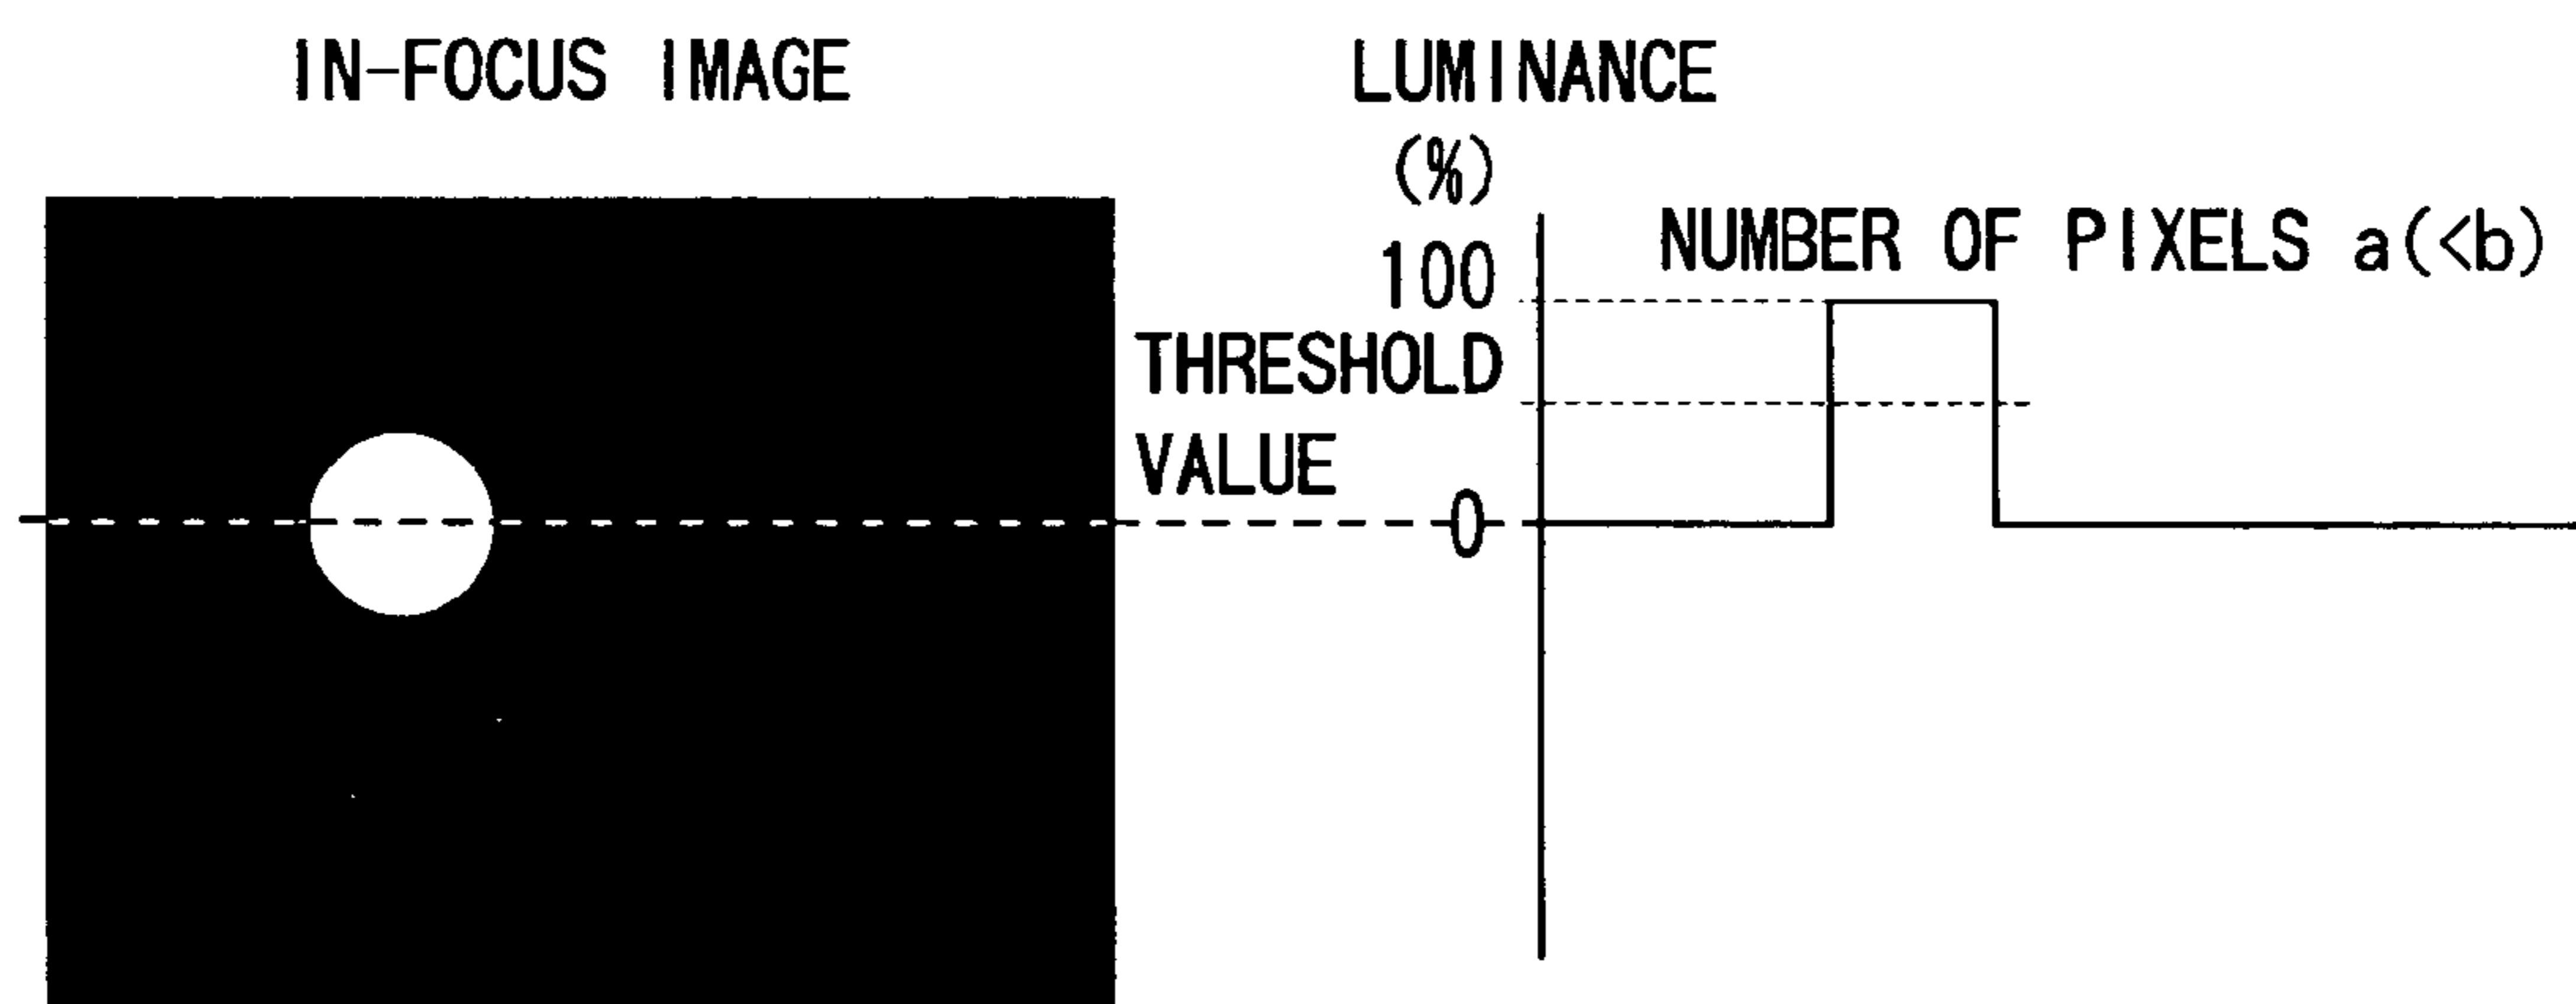 IN-FOCUS IMAGE
LUMINANCE
(%)
NUMBER OF PIXELS a(<b)
100
THRESHOLD
VALUE
0